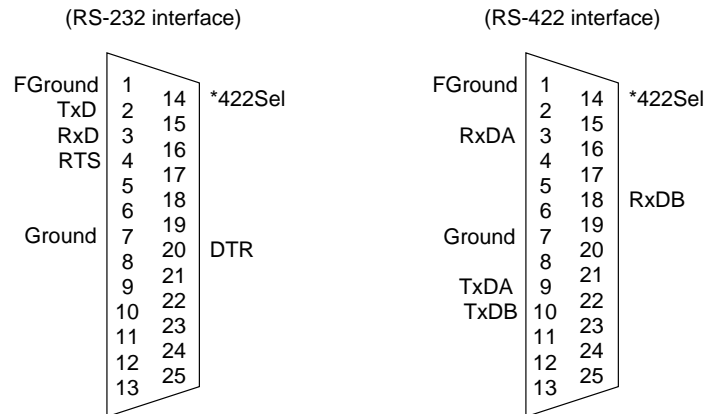 (RS-232 interface)
FGround 1 14 *422Sel
TxD 2 15
RxD 3 16
RTS 4 17
5 18
6 19
Ground 7 20 DTR
8 21
9 22
10 23
11 24
12 25
13
(RS-422 interface)
FGround 1 14 *422Sel
2 15
RxDA 3 16
4 17
5 18 RxDB
6 19
Ground 7 20
8 21
TxDA 9 22
TxDB 10 23
11 24
12 25
13